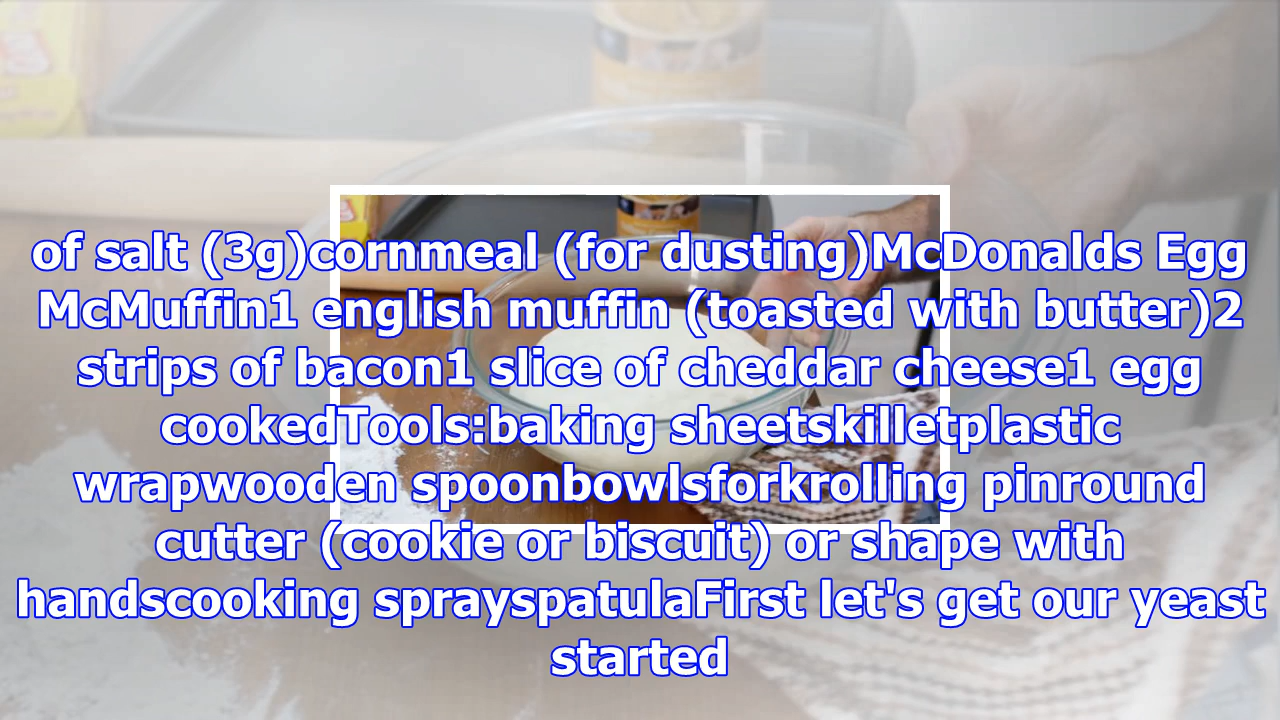 of salt (3g)cornmeal (for dusting)McDonalds Egg
McMuffin1 english muffin (toasted with butter)2
strips of bacon1 slice of cheddar cheese1 egg
cookedTools:baking sheetskilletplastic
wrapwooden spoonbowlsforkrolling pinround
cutter (cookie or biscuit) or shape with
handscooking sprayspatulaFirst let's get our yeast
started